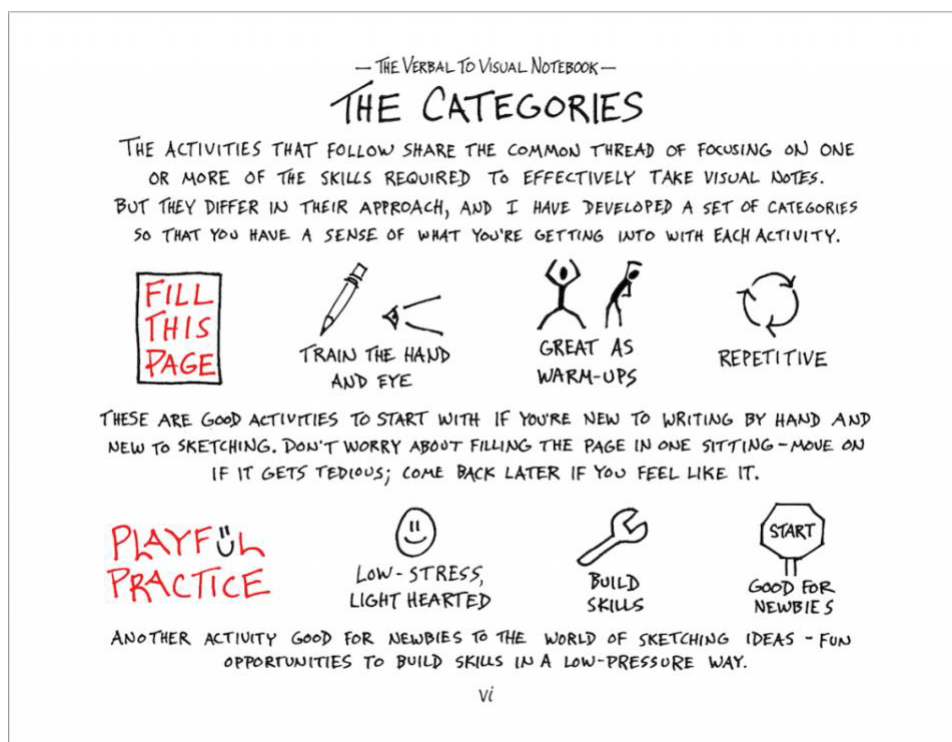 — THE VERBAL TO VISUAL NOTEBOOK —
THE CATEGORIES
THE ACTIVITIES THAT FOLLOW SHARE THE COMMON THREAD OF FOCUSING ON ONE
OR MORE OF THE SKILLS REQUIRED TO EFFECTIVELY TAKE VISUAL NOTES.
BUT THEY DIFFER IN THEIR APPROACH, AND I HAVE DEVELOPED A SET OF CATEGORIES
SO THAT YOU HAVE A SENSE OF WHAT YOU'RE GETTING INTO WITH EACH ACTIVITY.
FILL
THIS
PAGE
TRAIN THE HAND
AND EYE
GREAT AS
WARM-UPS
REPETITIVE
THESE ARE GOOD ACTIVITIES TO START WITH IF YOU'RE NEW TO WRITING BY HAND AND
NEW TO SKETCHING. DON'T WORRY ABOUT FILLING THE PAGE IN ONE SITTING - MOVE ON
IF IT GETS TEDIOUS; COME BACK LATER IF YOU FEEL LIKE IT.
PLAYFUL
PRACTICE
LOW-STRESS,
LIGHT HEARTED
BUILD
SKILLS
START
GOOD FOR
NEWBIES
ANOTHER ACTIVITY GOOD FOR NEWBIES TO THE WORLD OF SKETCHING IDEAS - FUN
OPPORTUNITIES TO BUILD SKILLS IN A LOW-PRESSURE WAY.
vi